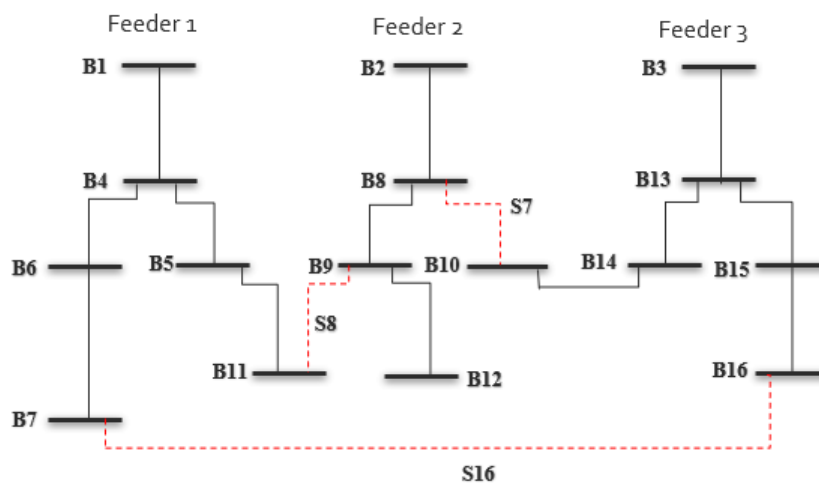 Feeder 1
Feeder 2
Feeder 3
B1
B2
B3
B4
B8
B13
S7
B6
B5
B9
B10
B14
B15
S8
B11
B12
B16
B7
S16